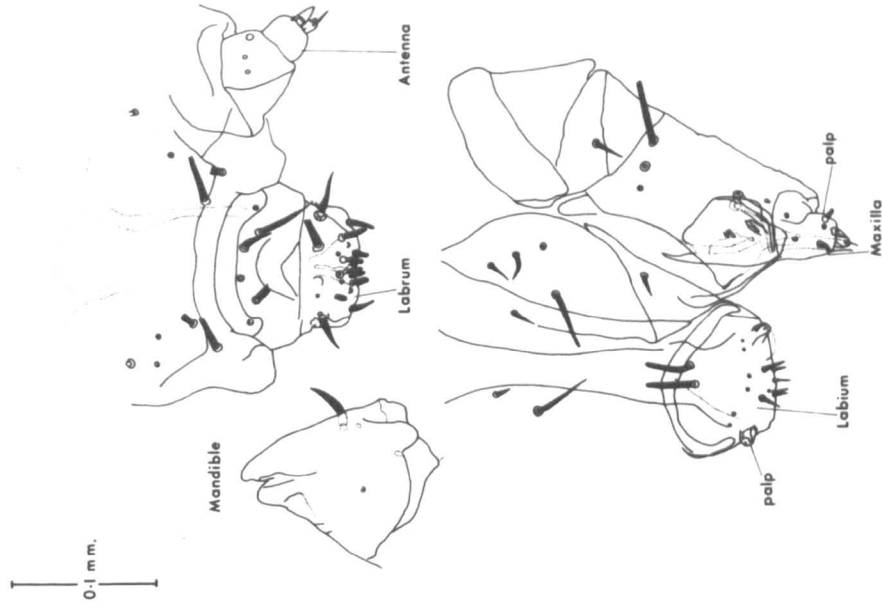 Antenna
Labrum
Mandible
palp
Maxilla
Labium
palp
0·1 mm.